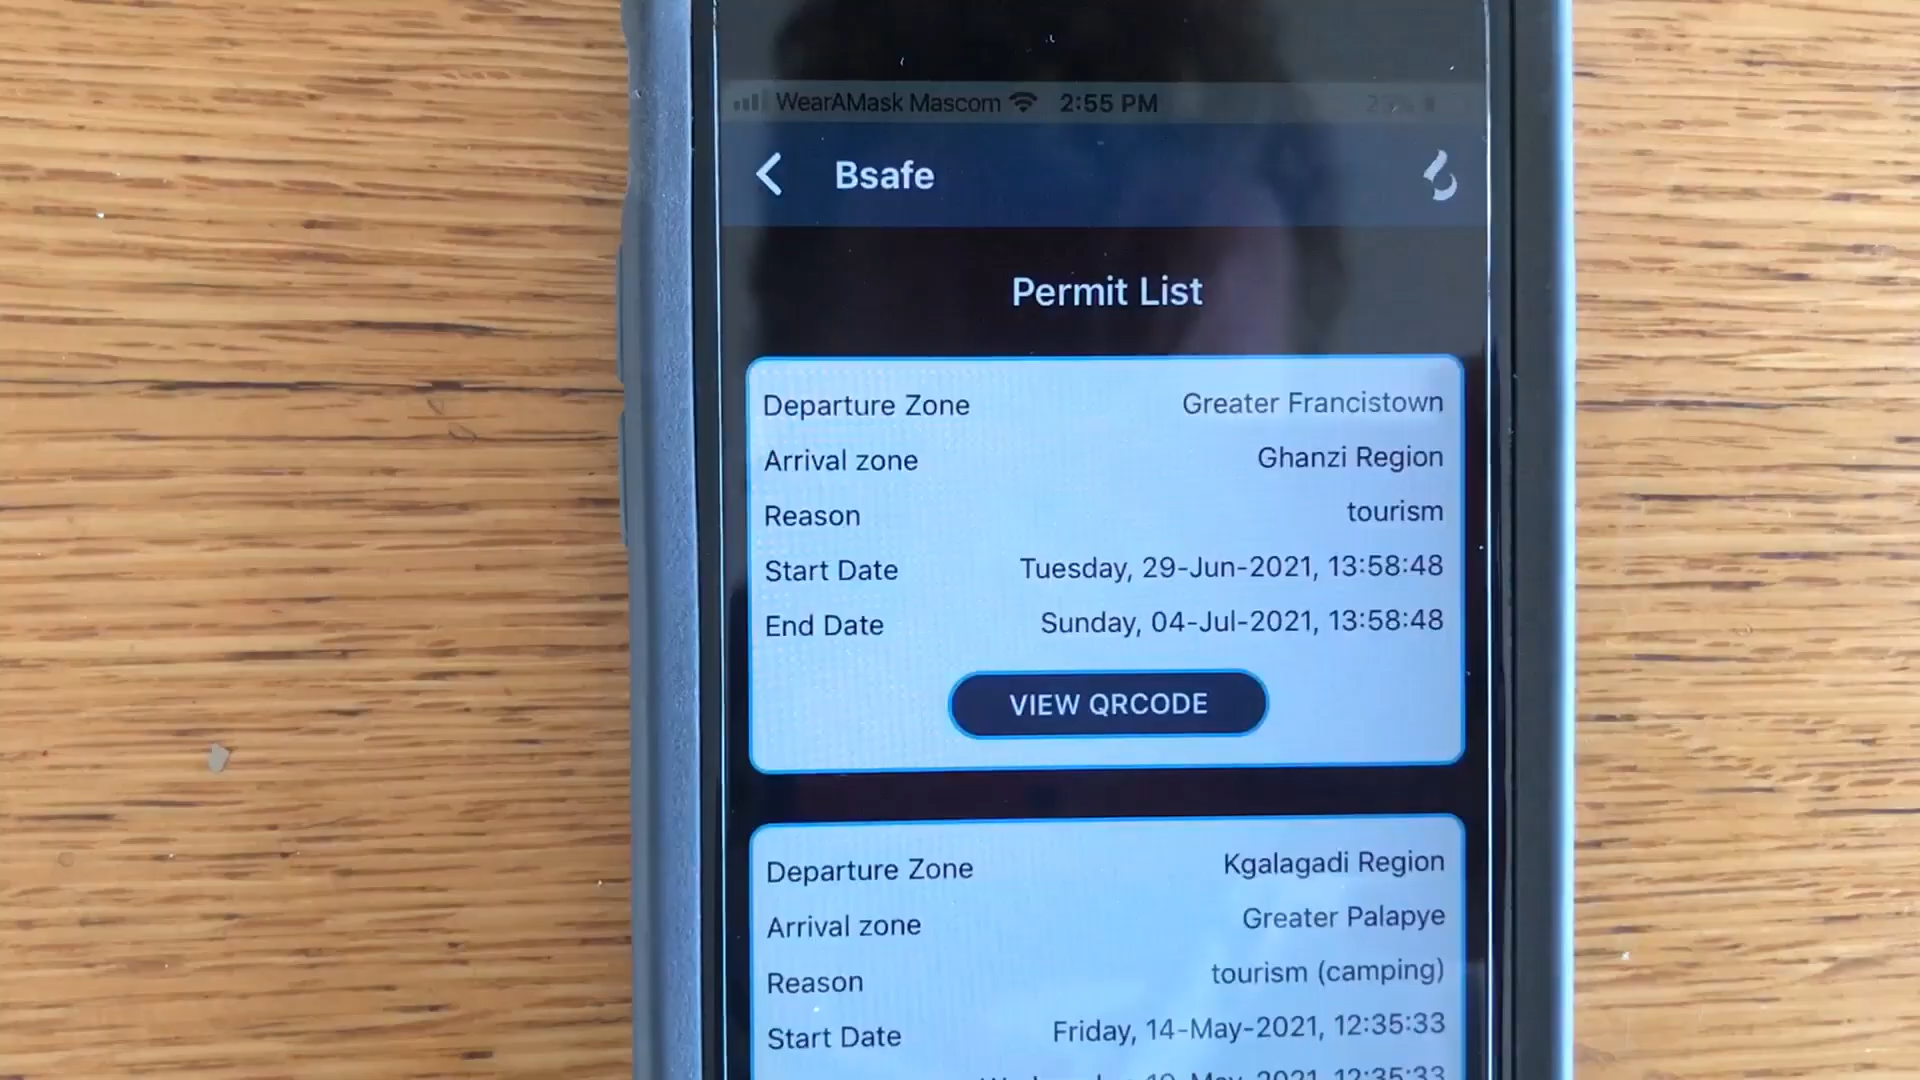 WearAMask Mascom 2:55 PM
Bsafe
Permit List
Departure Zone Greater Francistown
Arrival zone Ghanzi Region
Reason tourism
Start Date Tuesday, 29-Jun-2021, 13:58:48
End Date Sunday, 04-Jul-2021, 13:58:48
VIEW QRCODE
Departure Zone Kgalagadi Region
Arrival zone Greater Palapye
Reason tourism (camping)
Start Date Friday, 14-May-2021, 12:35:33